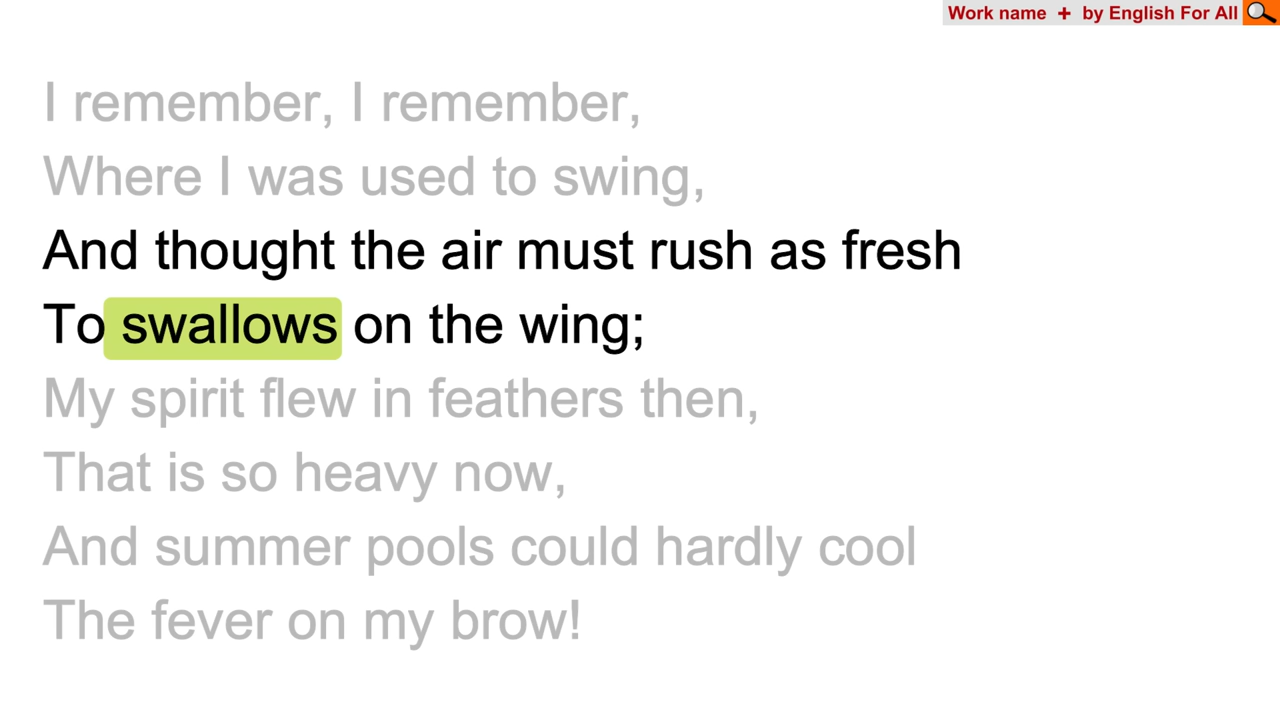 Work name + by English For All
I remember, I remember,
Where I was used to swing,
And thought the air must rush as fresh
To swallows on the wing;
My spirit flew in feathers then,
That is so heavy now,
And summer pools could hardly cool
The fever on my brow!